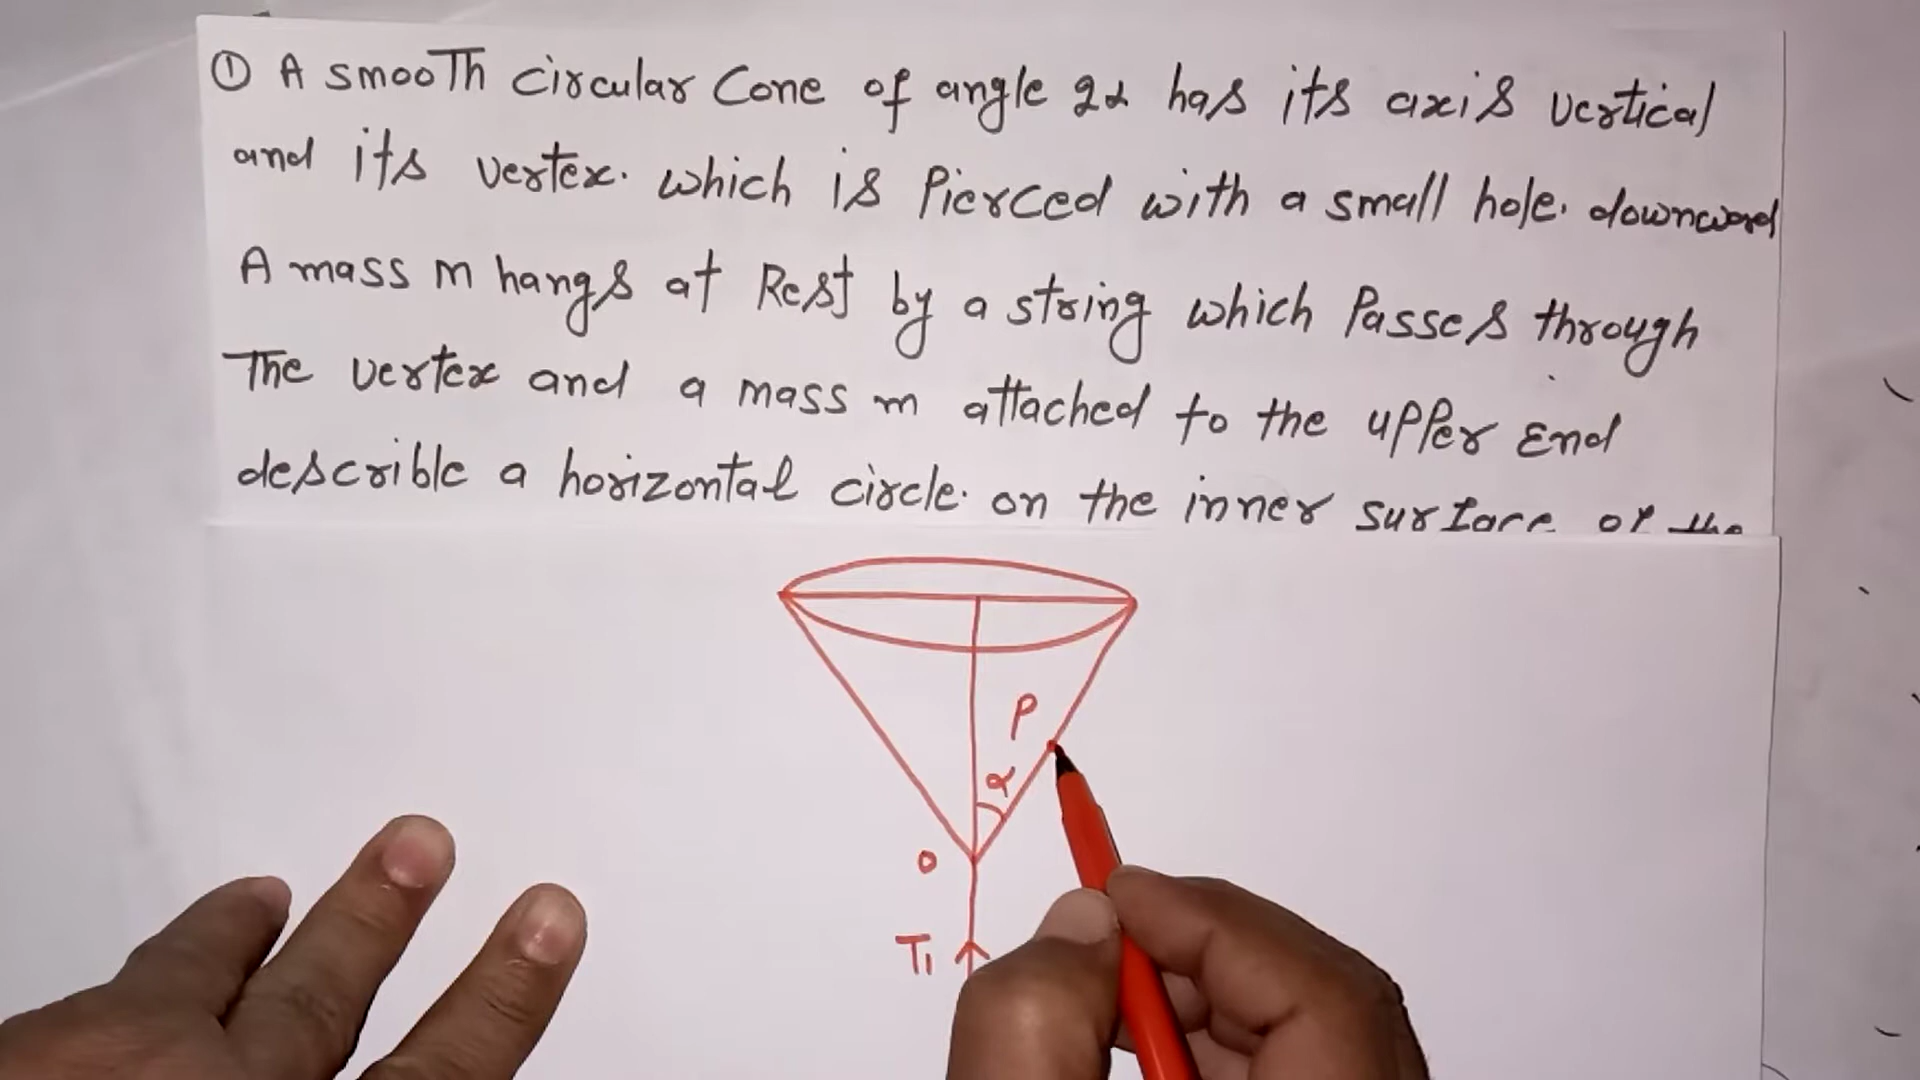 ① A smooth circular cone of angle 2α has its axis vertical
and its vertex. which is Pierced with a small hole. downward
A mass m hangs at Rest by a string which Passes through
The vertex and a mass m attached to the upper End
describle a horizontal circle. on the inner surface of the
P
α
O
T₁